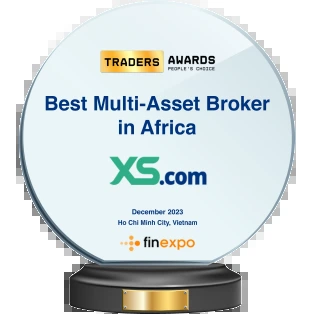 TRADERS AWARDS
PEOPLE'S CHOICE
Best Multi-Asset Broker
in Africa
XS.com
December 2023
Ho Chi Minh City, Vietnam
finexpo